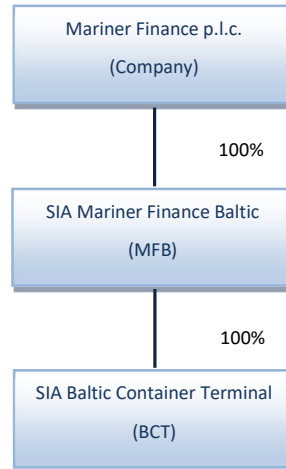 Mariner Finance p.l.c.
(Company)
100%
SIA Mariner Finance Baltic
(MFB)
100%
SIA Baltic Container Terminal
(BCT)